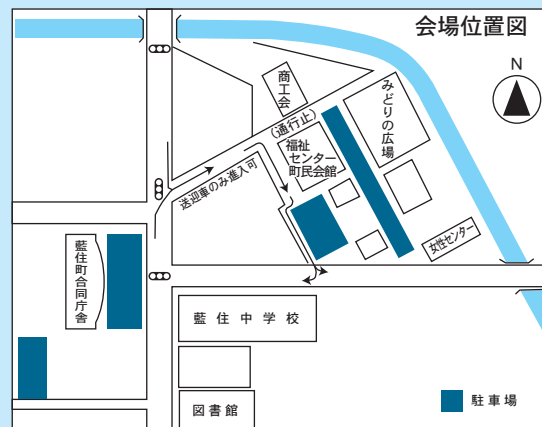 会場位置図
N
商工会
みどりの広場
(通行止)
福祉
センター
町民会館
送迎車のみ進入可
女性センター
藍住町合同庁舎
藍住中学校
図書館
駐車場